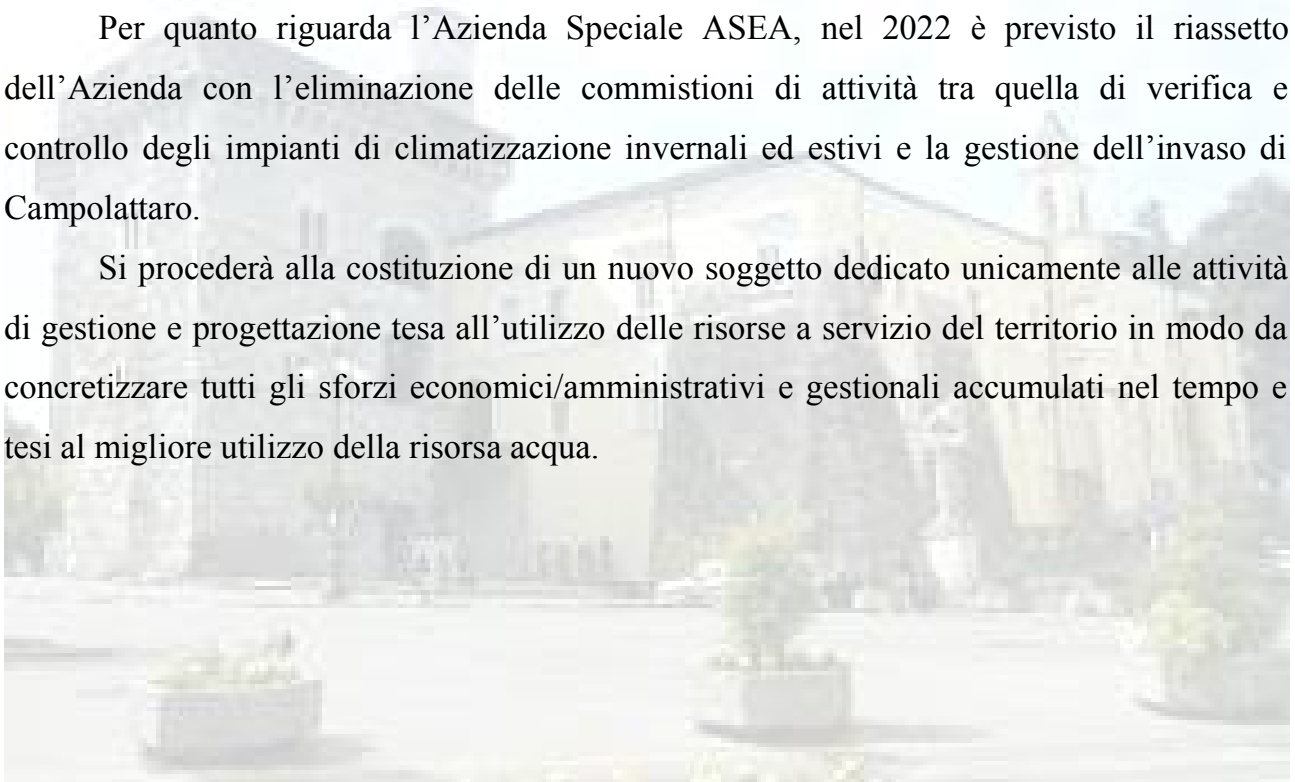 Per quanto riguarda l’Azienda Speciale ASEA, nel 2022 è previsto il riassetto
dell’Azienda con l’eliminazione delle commistioni di attività tra quella di verifica e
controllo degli impianti di climatizzazione invernali ed estivi e la gestione dell’invaso di
Campolattaro.
Si procederà alla costituzione di un nuovo soggetto dedicato unicamente alle attività
di gestione e progettazione tesa all’utilizzo delle risorse a servizio del territorio in modo da
concretizzare tutti gli sforzi economici/amministrativi e gestionali accumulati nel tempo e
tesi al migliore utilizzo della risorsa acqua.